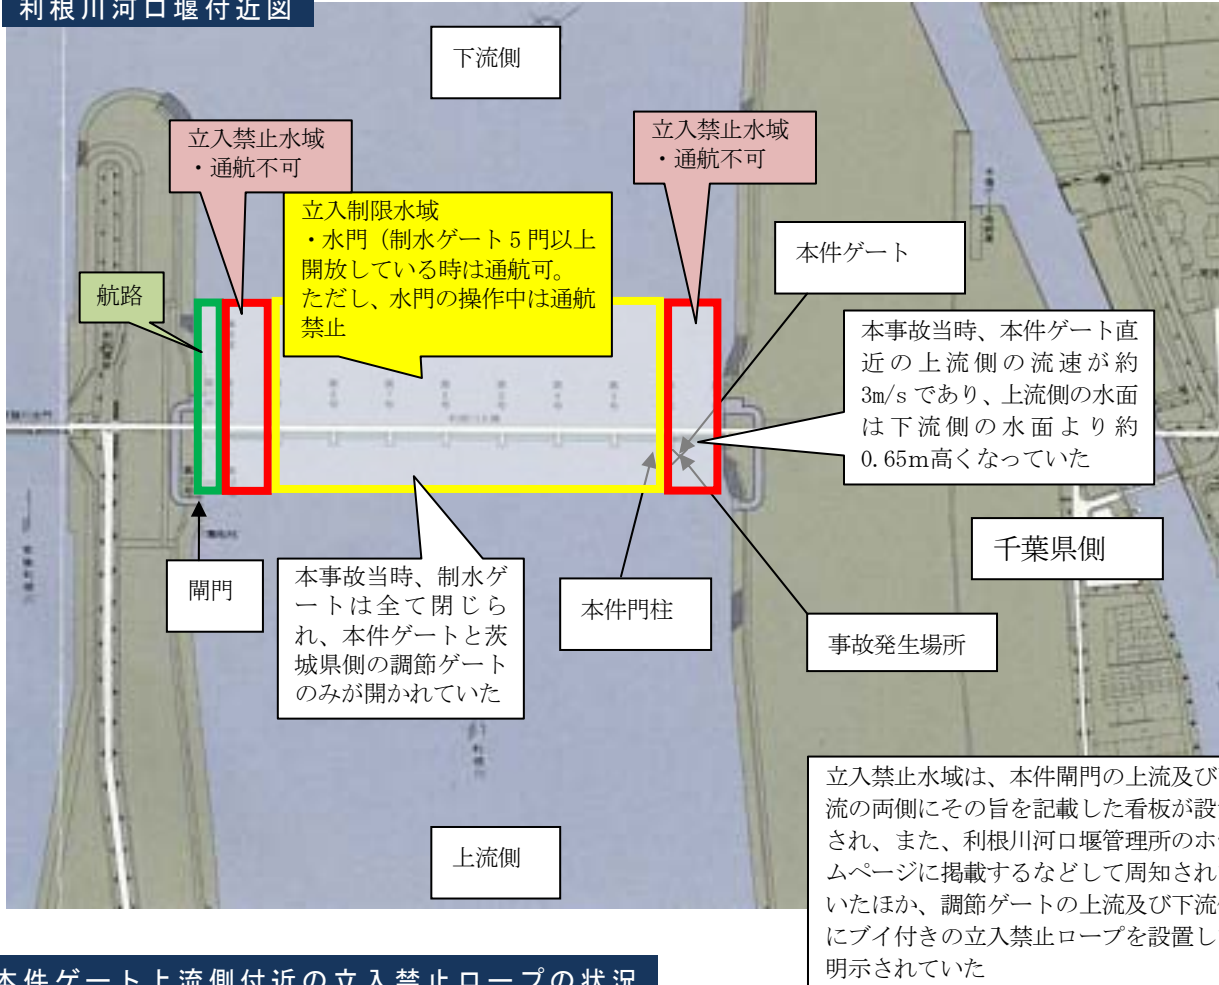 利根川河口堰付近図
下流側
立入禁止水域
・通航不可
立入禁止水域
・通航不可
立入制限水域
・水門（制水ゲート5門以上
開放している時は通航可。
ただし、水門の操作中は通航
禁止
本件ゲート
航路
本事故当時、本件ゲート直
近の上流側の流速が約
3m/sであり、上流側の水面
は下流側の水面より約
0.65m高くなっていた
千葉県側
閘門
本事故当時、制水ゲ
ートは全て閉じら
れ、本件ゲートと茨
城県側の調節ゲート
のみが開かれていた
本件門柱
事故発生場所
上流側
立入禁止水域は、本件閘門の上流及び
流の両側にその旨を記載した看板が設
され、また、利根川河口堰管理所のホ
ムページに掲載するなどして周知され
いたほか、調節ゲートの上流及び下流
にブイ付きの立入禁止ロープを設置し
明示されていた
本件ゲート上流側付近の立入禁止ロープの状況